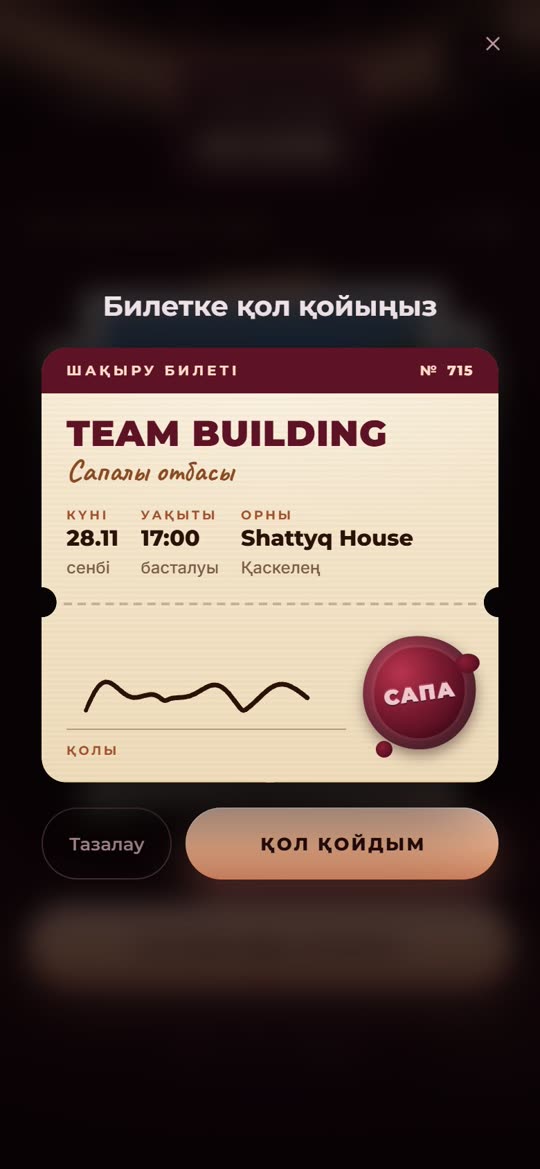 Билетке қол қойыңыз
ШАҚЫРУ БИЛЕТІ № 715
TEAM BUILDING
Сапалы отбасы
КҮНІ УАҚЫТЫ ОРНЫ
28.11 17:00 Shattyq House
сенбі басталуы Қаскелең
САПА
ҚОЛЫ
Тазалау ҚОЛ ҚОЙДЫМ